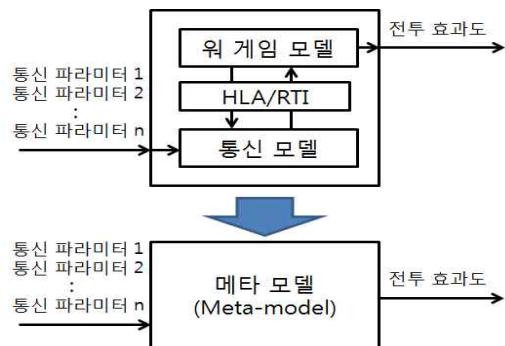 전투 효과도
워 게임 모델
통신 파라미터 1
통신 파라미터 2
:
통신 파라미터 n
HLA/RTI
통신 모델
통신 파라미터 1
통신 파라미터 2
:
통신 파라미터 n
메타 모델
(Meta-model)
전투 효과도